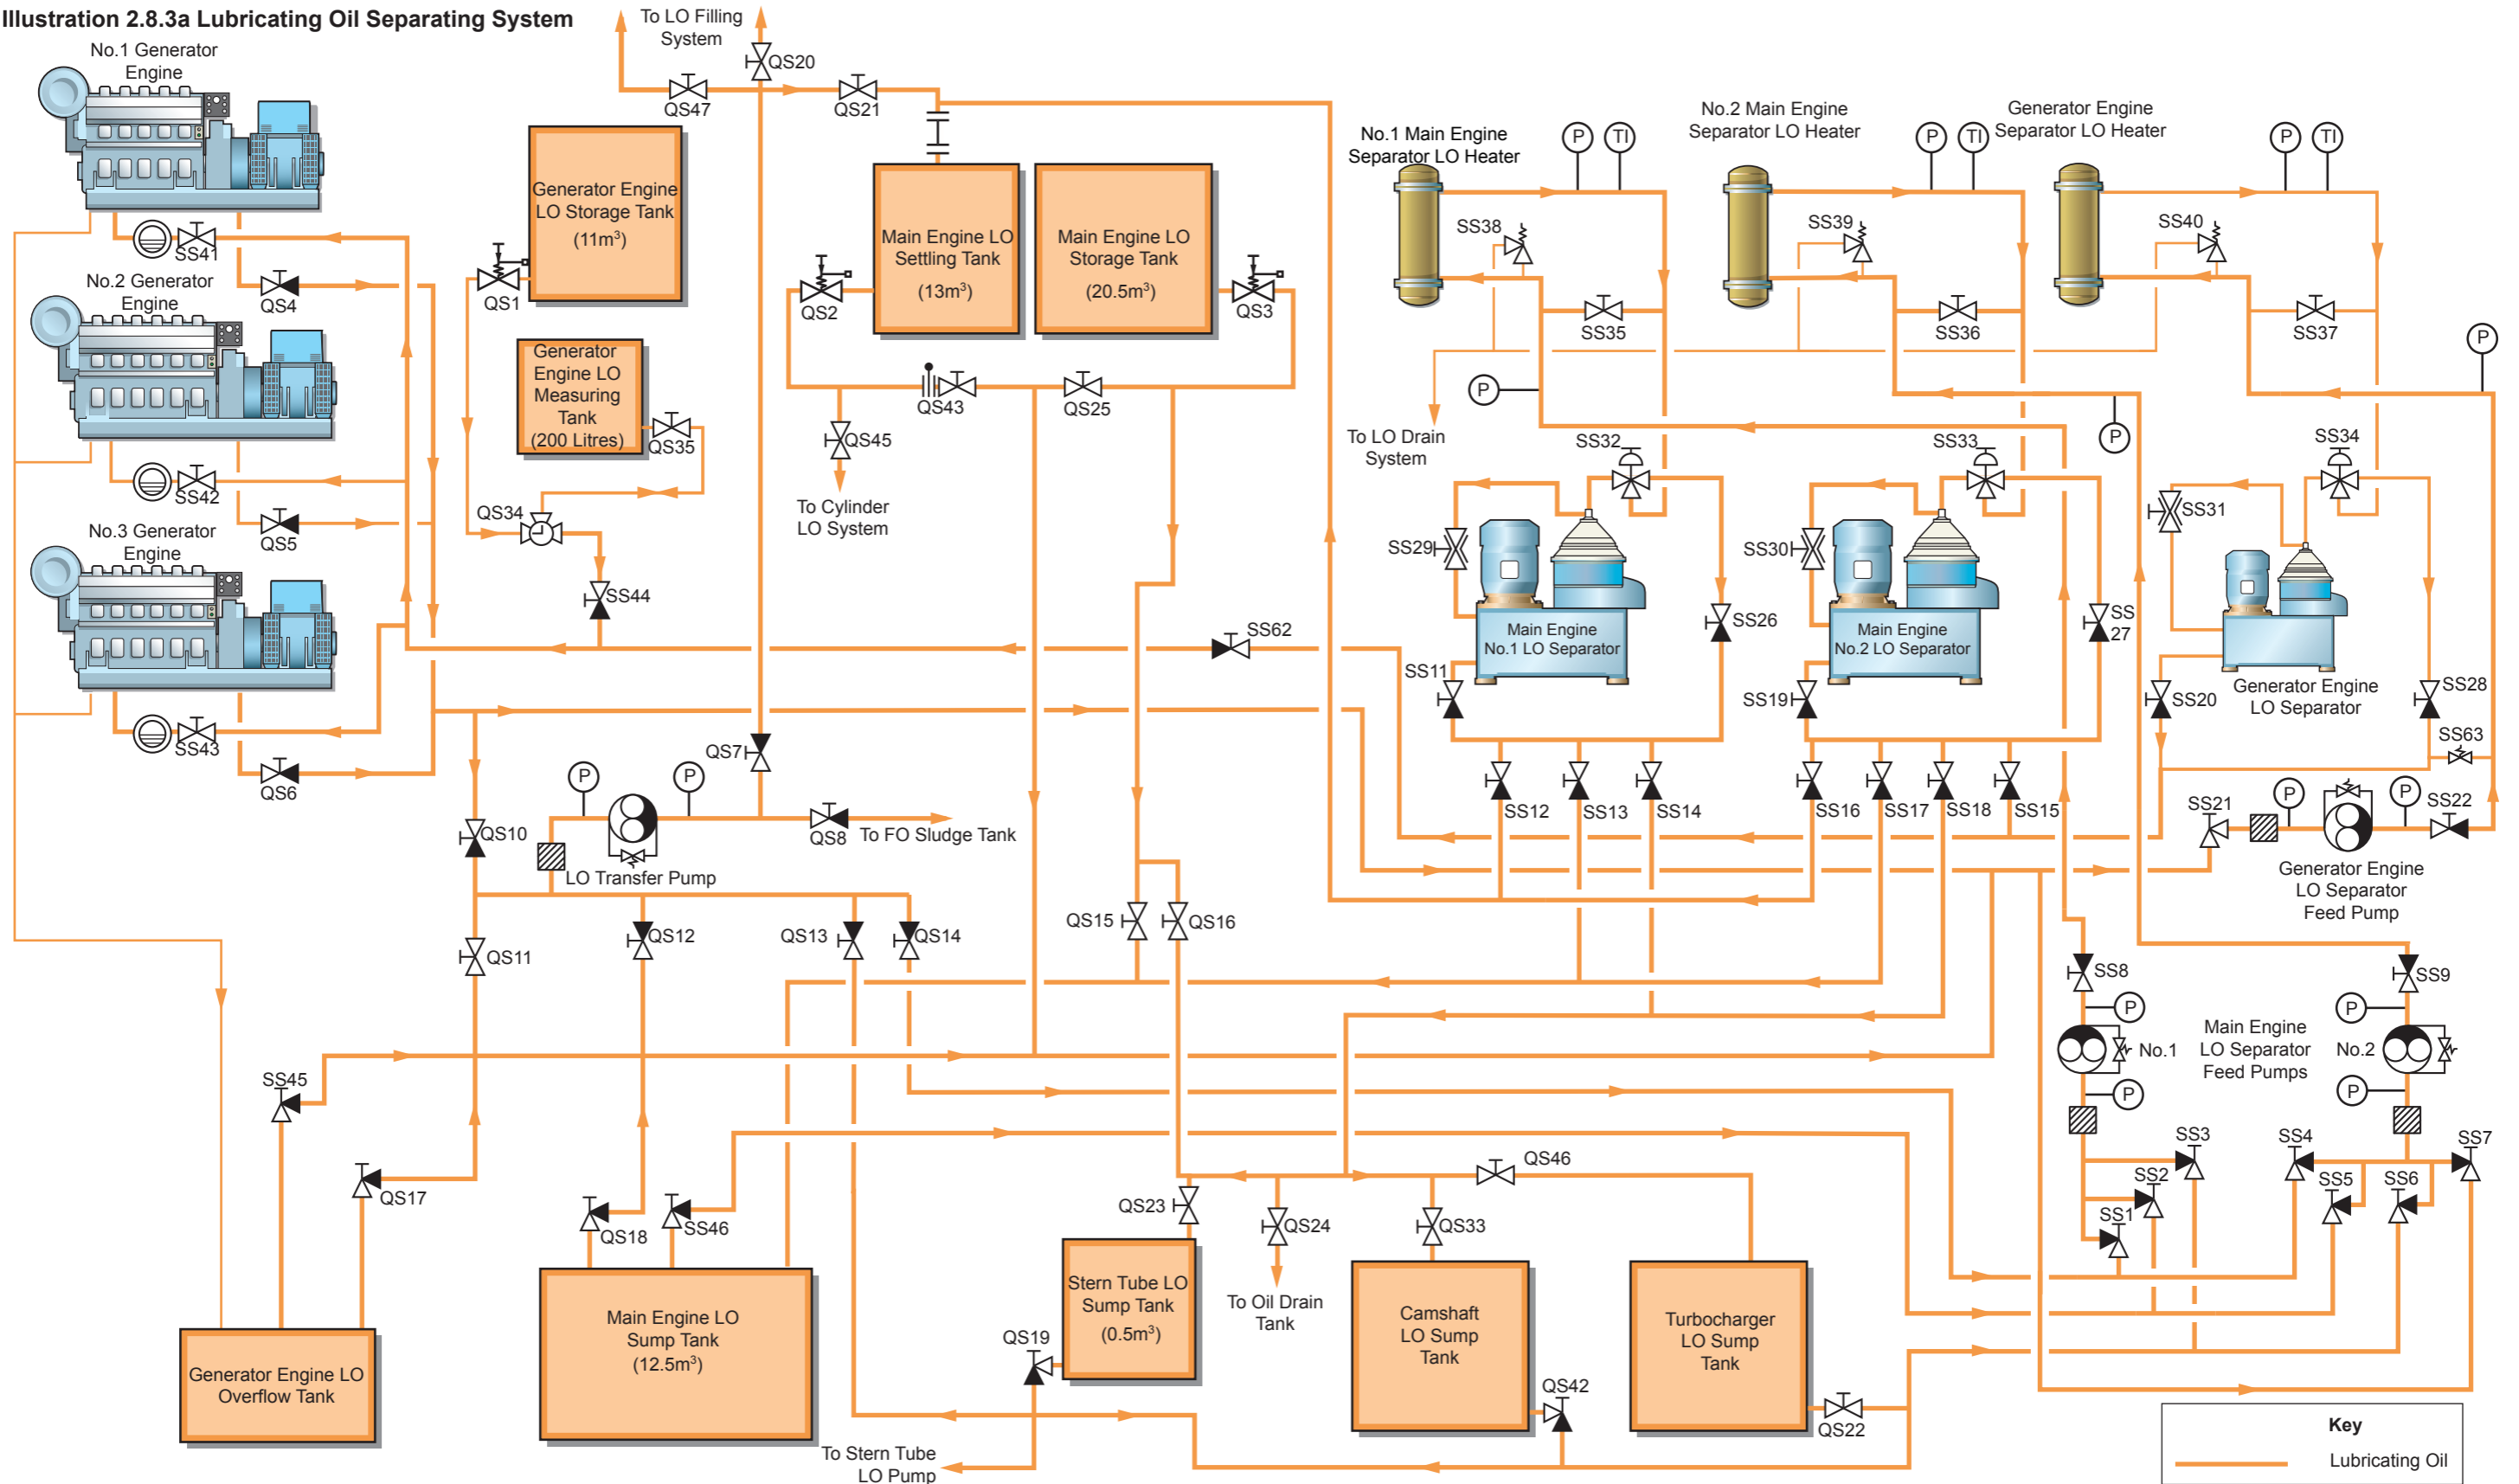 Illustration 2.8.3a Lubricating Oil Separating System
To LO Filling
System
No.1 Generator
Engine
QS20
QS47
QS21
No.1 Main Engine
Separator LO Heater
No.2 Main Engine
Separator LO Heater
Generator Engine
Separator LO Heater
P
TI
P
TI
P
TI
Generator Engine
LO Storage Tank
(11m³)
Main Engine LO
Settling Tank
(13m³)
Main Engine LO
Storage Tank
(20.5m³)
SS38
SS39
SS40
SS41
QS4
QS1
QS2
QS3
SS35
SS36
SS37
P
No.2 Generator
Engine
Generator
Engine LO
Measuring
Tank
(200 Litres)
QS35
QS43
QS25
QS45
P
P
To LO Drain
System
To Cylinder
LO System
SS32
SS33
SS34
SS42
QS5
QS34
SS29
SS30
SS31
No.3 Generator
Engine
SS44
SS62
SS26
SS
27
Main Engine
No.1 LO Separator
Main Engine
No.2 LO Separator
Generator Engine
LO Separator
SS11
SS19
SS20
SS28
SS63
SS43
QS6
QS7
P
P
QS8
To FO Sludge Tank
LO Transfer Pump
QS10
SS12
SS13
SS14
SS16
SS17
SS18
SS15
SS21
P
P
SS22
Generator Engine
LO Separator
Feed Pump
QS11
QS12
QS13
QS14
QS15
QS16
SS8
SS9
P
P
No.1
Main Engine
LO Separator
Feed Pumps
No.2
P
P
SS45
QS17
QS18
SS46
QS23
QS24
QS33
QS46
SS3
SS2
SS1
SS4
SS5
SS6
SS7
To Oil Drain
Tank
Generator Engine LO
Overflow Tank
Main Engine LO
Sump Tank
(12.5m³)
Stern Tube LO
Sump Tank
(0.5m³)
Camshaft
LO Sump
Tank
Turbocharger
LO Sump
Tank
QS19
QS42
QS22
To Stern Tube
LO Pump
Key
Lubricating Oil